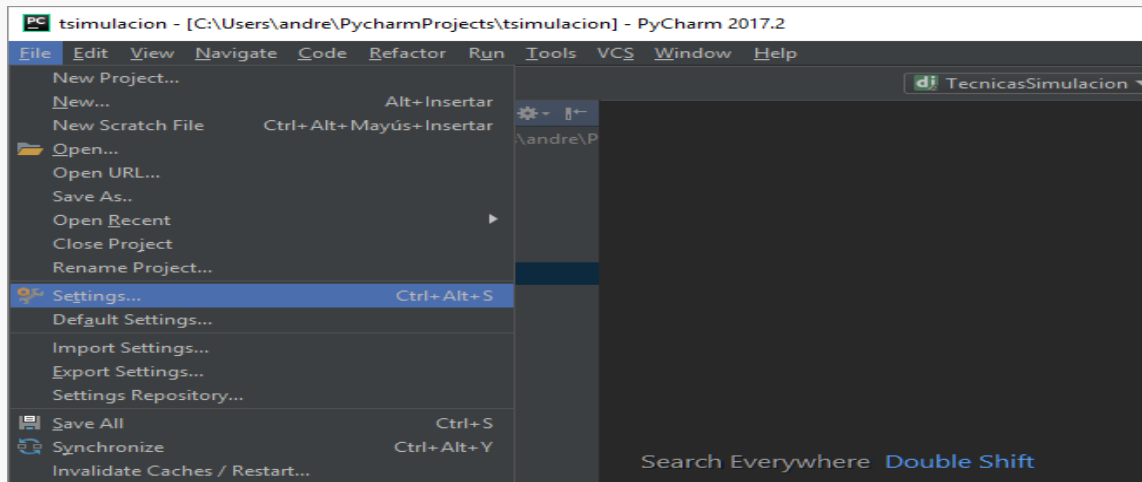 PC tsimulacion - [C:\Users\andre\PycharmProjects\tsimulacion] - PyCharm 2017.2
File Edit View Navigate Code Refactor Run Tools VCS Window Help
New Project...
dj TecnicasSimulacion
New... Alt+Insertar
New Scratch File Ctrl+Alt+Mayús+Insertar
:\andre\P
Open...
Open URL...
Save As..
Open Recent
Close Project
Rename Project...
Settings... Ctrl+Alt+S
Default Settings...
Import Settings...
Export Settings...
Settings Repository...
Save All Ctrl+S
Synchronize Ctrl+Alt+Y
Invalidate Caches / Restart...
Search Everywhere Double Shift